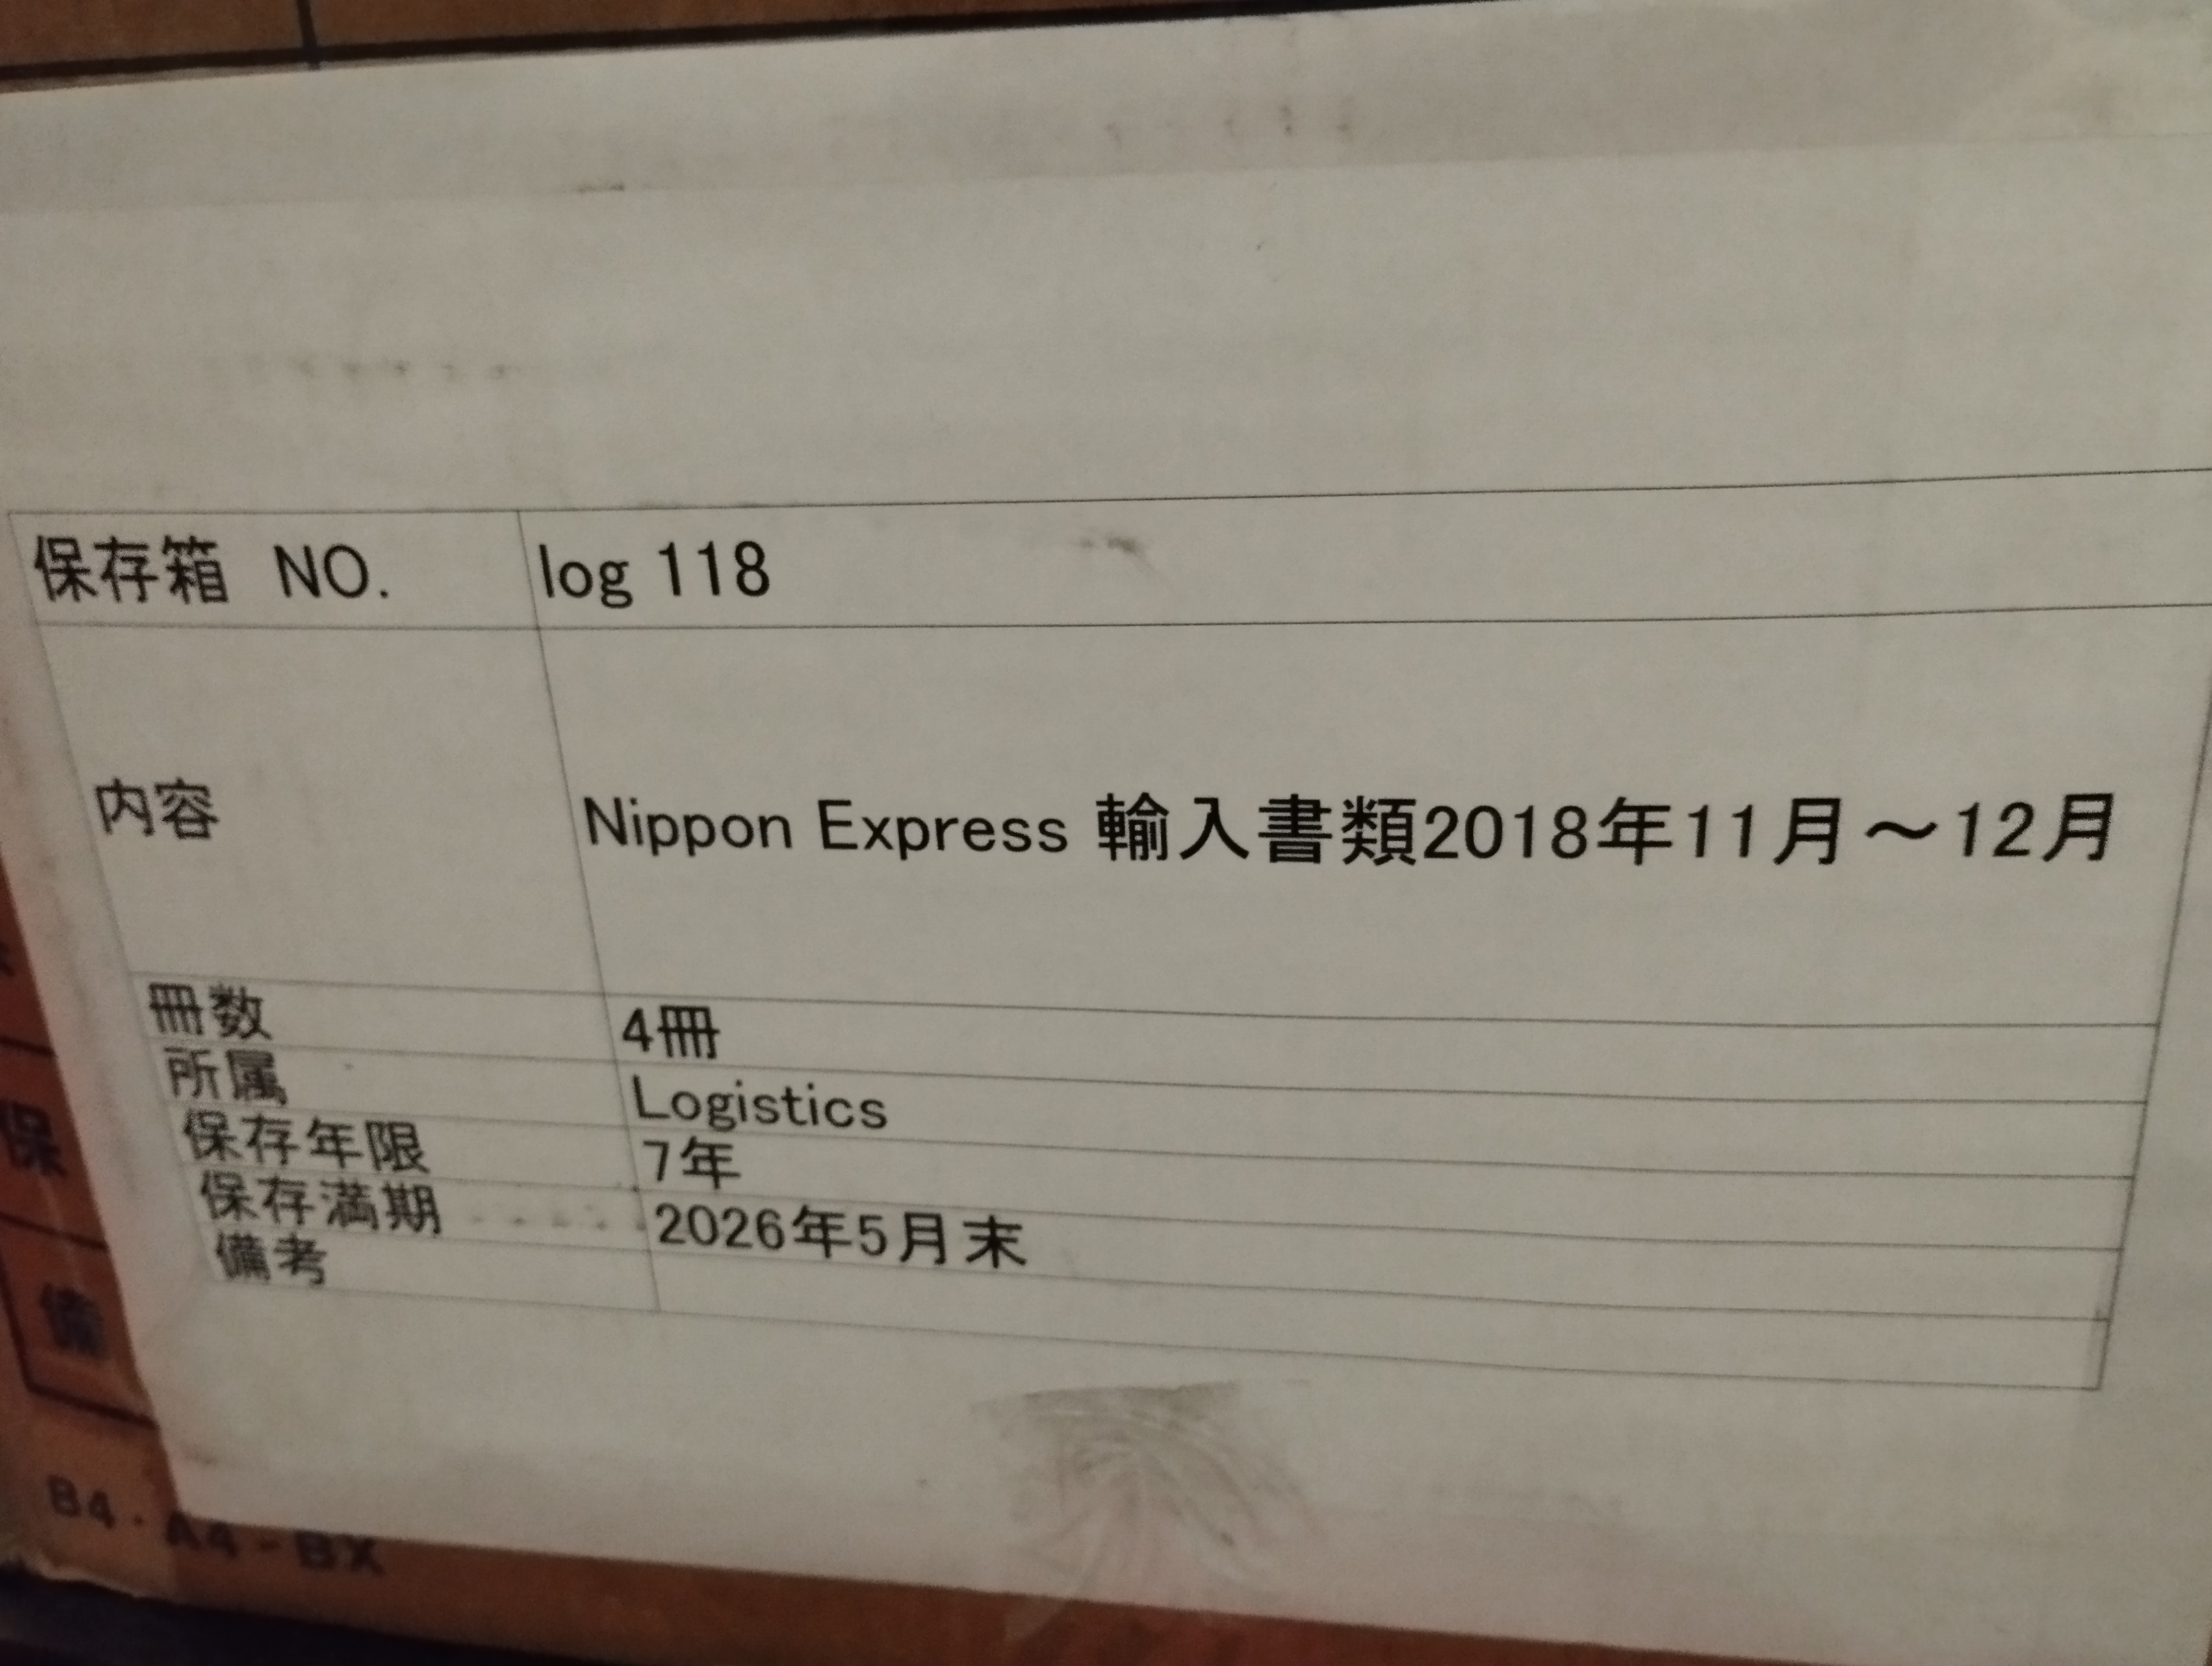 保存箱 NO. log 118
内容 Nippon Express 輸入書類2018年11月～12月
冊数 4冊
所属 Logistics
保存年限 7年
保存満期 2026年5月末
備考
保
備
B4・A4-BX